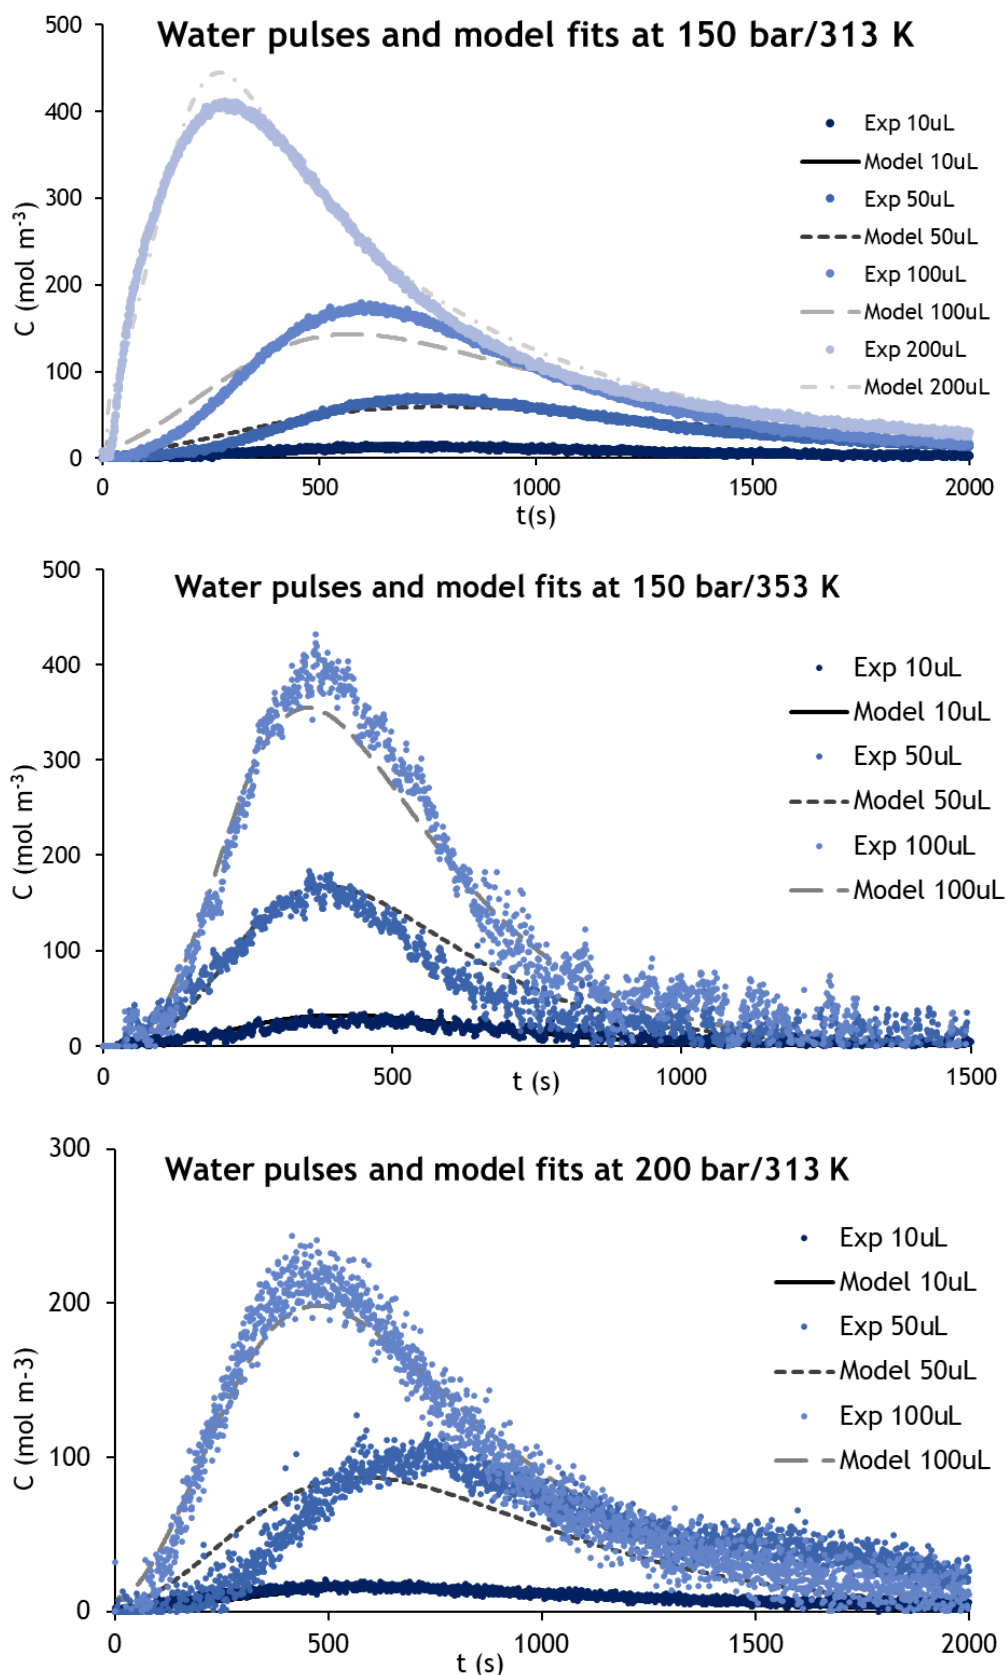 Water pulses and model fits at 150 bar/313 K
500
400
300
200
100
0
C (mol m⁻³)
Exp 10uL
Model 10uL
Exp 50uL
Model 50uL
Exp 100uL
Model 100uL
Exp 200uL
Model 200uL
0 500 1000 1500 2000
t(s)
Water pulses and model fits at 150 bar/353 K
500
400
300
200
100
0
C (mol m⁻³)
Exp 10uL
Model 10uL
Exp 50uL
Model 50uL
Exp 100uL
Model 100uL
0 500 1000 1500
t (s)
Water pulses and model fits at 200 bar/313 K
300
200
100
0
C (mol m-3)
Exp 10uL
Model 10uL
Exp 50uL
Model 50uL
Exp 100uL
Model 100uL
0 500 1000 1500 2000
t (s)